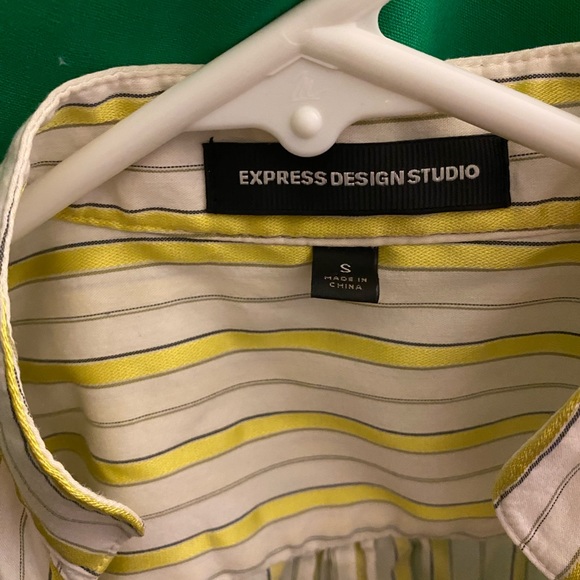 EXPRESS DESIGN STUDIO
S
MADE IN
CHINA